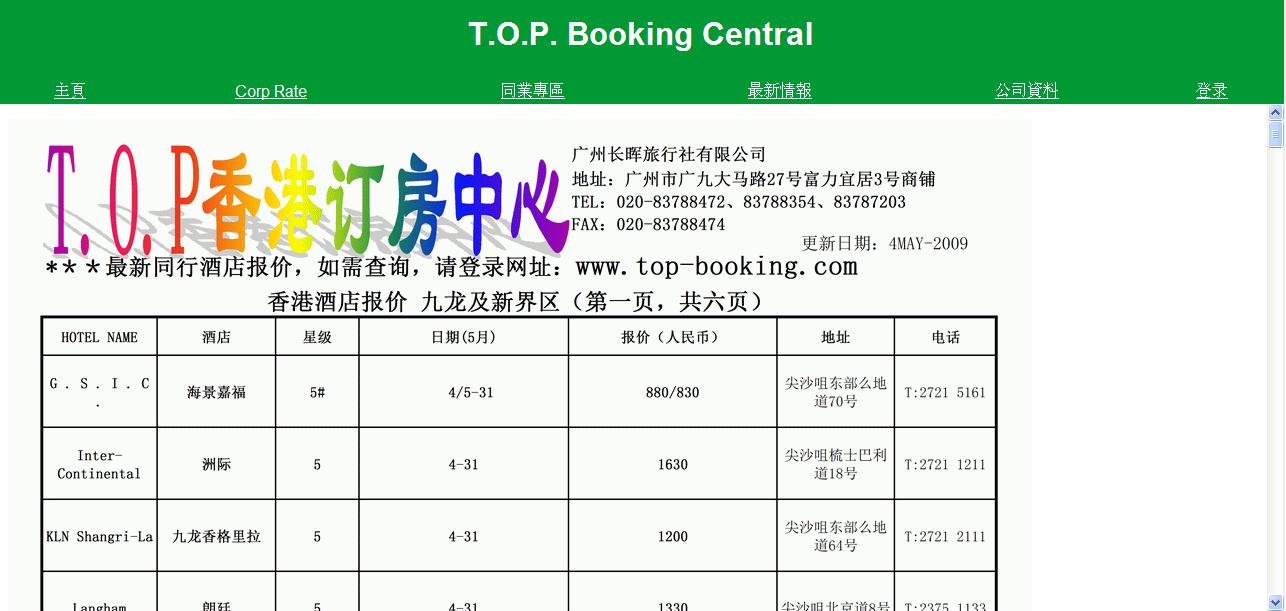 T.O.P. Booking Central
主頁 Corp Rate 同業專區 最新情報 公司資料 登录
T.O.P香港订房中心
广州长晖旅行社有限公司
地址：广州市广九大马路27号富力宜居3号商铺
TEL：020-83788472、83788354、83787203
FAX：020-83788474
更新日期：4MAY-2009
***最新同行酒店报价，如需查询，请登录网址：www.top-booking.com
香港酒店报价 九龙及新界区（第一页，共六页）
HOTEL NAME 酒店 星级 日期(5月) 报价（人民币） 地址 电话
G . S . I . C . 海景嘉福 5# 4/5-31 880/830 尖沙咀东部么地道70号 T:2721 5161
Inter-Continental 洲际 5 4-31 1630 尖沙咀梳士巴利道18号 T:2721 1211
KLN Shangri-La 九龙香格里拉 5 4-31 1200 尖沙咀东部么地道64号 T:2721 2111
Langham 朗廷 5 4-31 1330 尖沙咀北京道8号 T:2375 1133